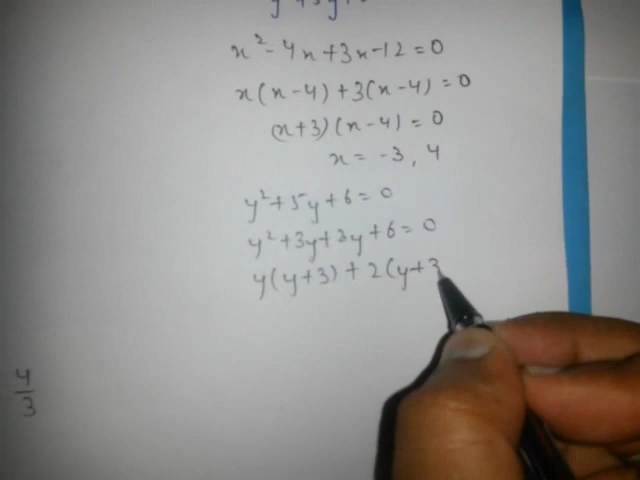 x² - 4x + 3x - 12 = 0
x(x - 4) + 3(x - 4) = 0
(x + 3)(x - 4) = 0
x = -3, 4
y² + 5y + 6 = 0
y² + 3y + 3y + 6 = 0
y(y + 3) + 2(y + 3
4
3